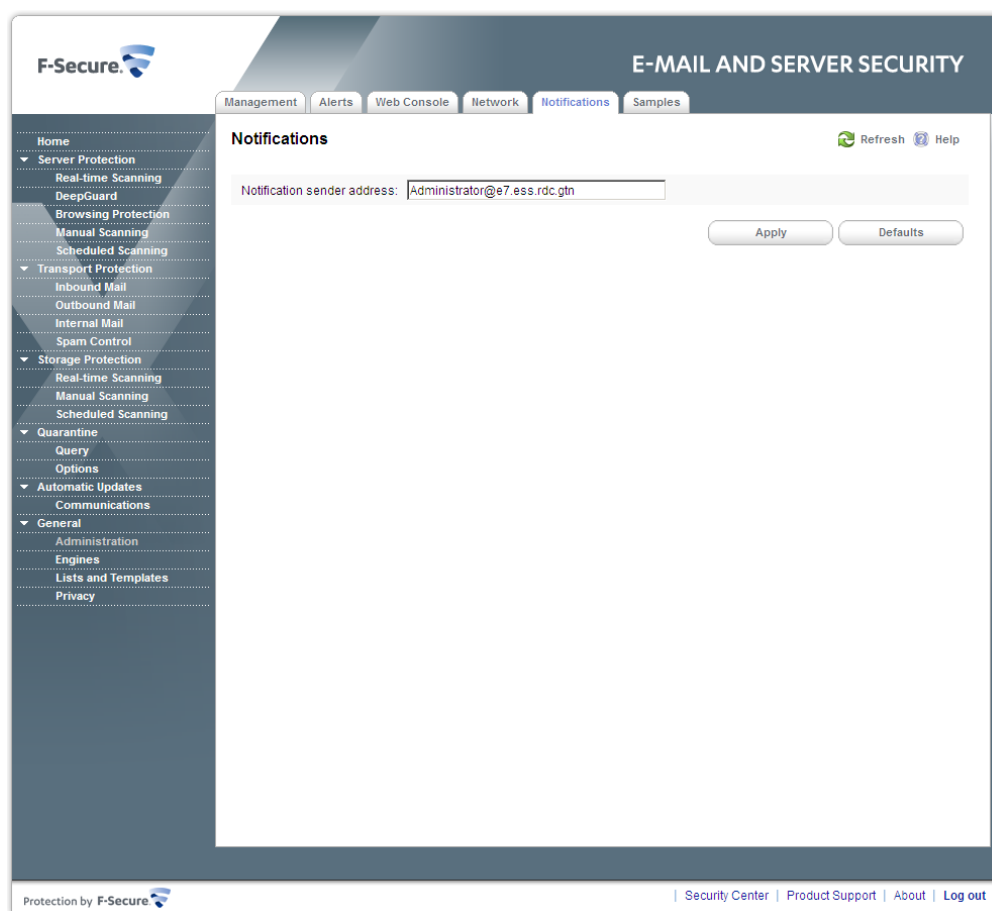 F-Secure.
E-MAIL AND SERVER SECURITY
Management Alerts Web Console Network Notifications Samples
Home
Server Protection
Real-time Scanning
DeepGuard
Browsing Protection
Manual Scanning
Scheduled Scanning
Transport Protection
Inbound Mail
Outbound Mail
Internal Mail
Spam Control
Storage Protection
Real-time Scanning
Manual Scanning
Scheduled Scanning
Quarantine
Query
Options
Automatic Updates
Communications
General
Administration
Engines
Lists and Templates
Privacy
Notifications
Refresh Help
Notification sender address: Administrator@e7.ess.rdc.gtn
Apply Defaults
Protection by F-Secure.
| Security Center | Product Support | About | Log out